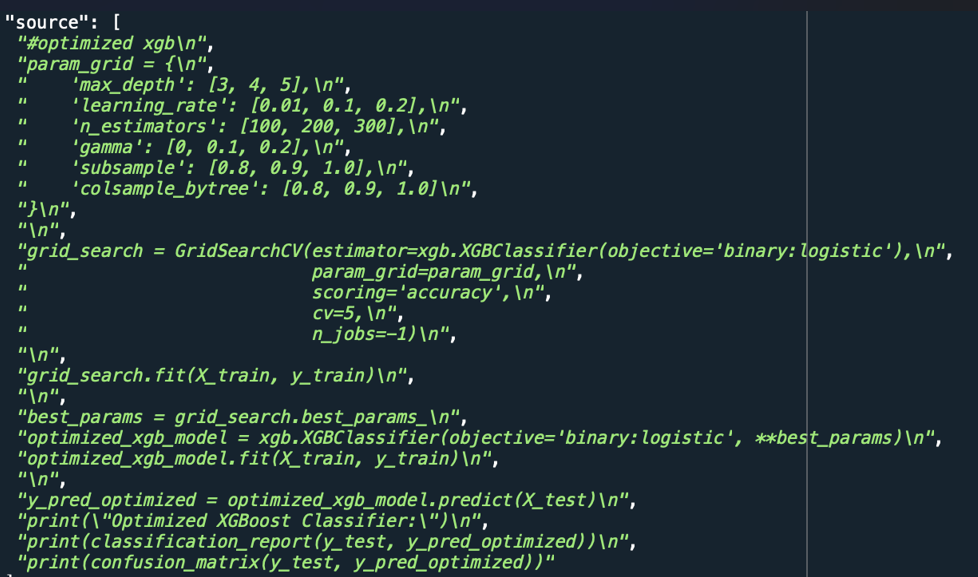 "source": [
"#optimized xgb\n",
"param_grid = {\n",
"    'max_depth': [3, 4, 5],\n",
"    'learning_rate': [0.01, 0.1, 0.2],\n",
"    'n_estimators': [100, 200, 300],\n",
"    'gamma': [0, 0.1, 0.2],\n",
"    'subsample': [0.8, 0.9, 1.0],\n",
"    'colsample_bytree': [0.8, 0.9, 1.0]\n",
"}\n",
"\n",
"grid_search = GridSearchCV(estimator=xgb.XGBClassifier(objective='binary:logistic'),\n",
"                           param_grid=param_grid,\n",
"                           scoring='accuracy',\n",
"                           cv=5,\n",
"                           n_jobs=-1)\n",
"\n",
"grid_search.fit(X_train, y_train)\n",
"\n",
"best_params = grid_search.best_params_\n",
"optimized_xgb_model = xgb.XGBClassifier(objective='binary:logistic', **best_params)\n",
"optimized_xgb_model.fit(X_train, y_train)\n",
"\n",
"y_pred_optimized = optimized_xgb_model.predict(X_test)\n",
"print(\"Optimized XGBoost Classifier:\")\n",
"print(classification_report(y_test, y_pred_optimized))\n",
"print(confusion_matrix(y_test, y_pred_optimized))"